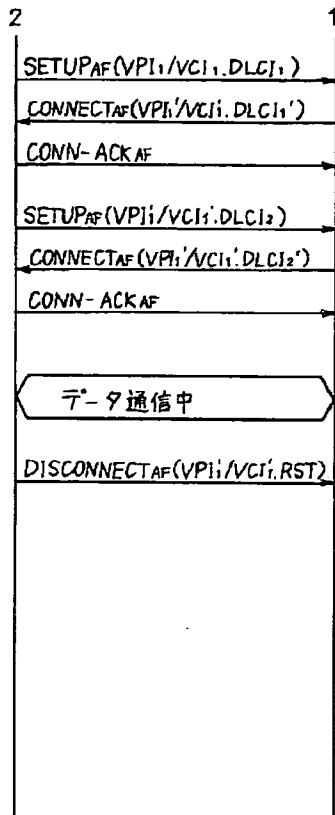 2 1
SETUPAF(VPI₁/VCI₁.DLCI₁)
CONNECTAF(VPI₁'/VCI₁'.DLCI₁')
CONN-ACKAF
SETUPAF(VPI₁'/VCI₁'.DLCI₂)
CONNECTAF(VPI₁'/VCI₁'.DLCI₂')
CONN-ACKAF
データ通信中
DISCONNECTAF(VPI₁'/VCI₁'.RST)